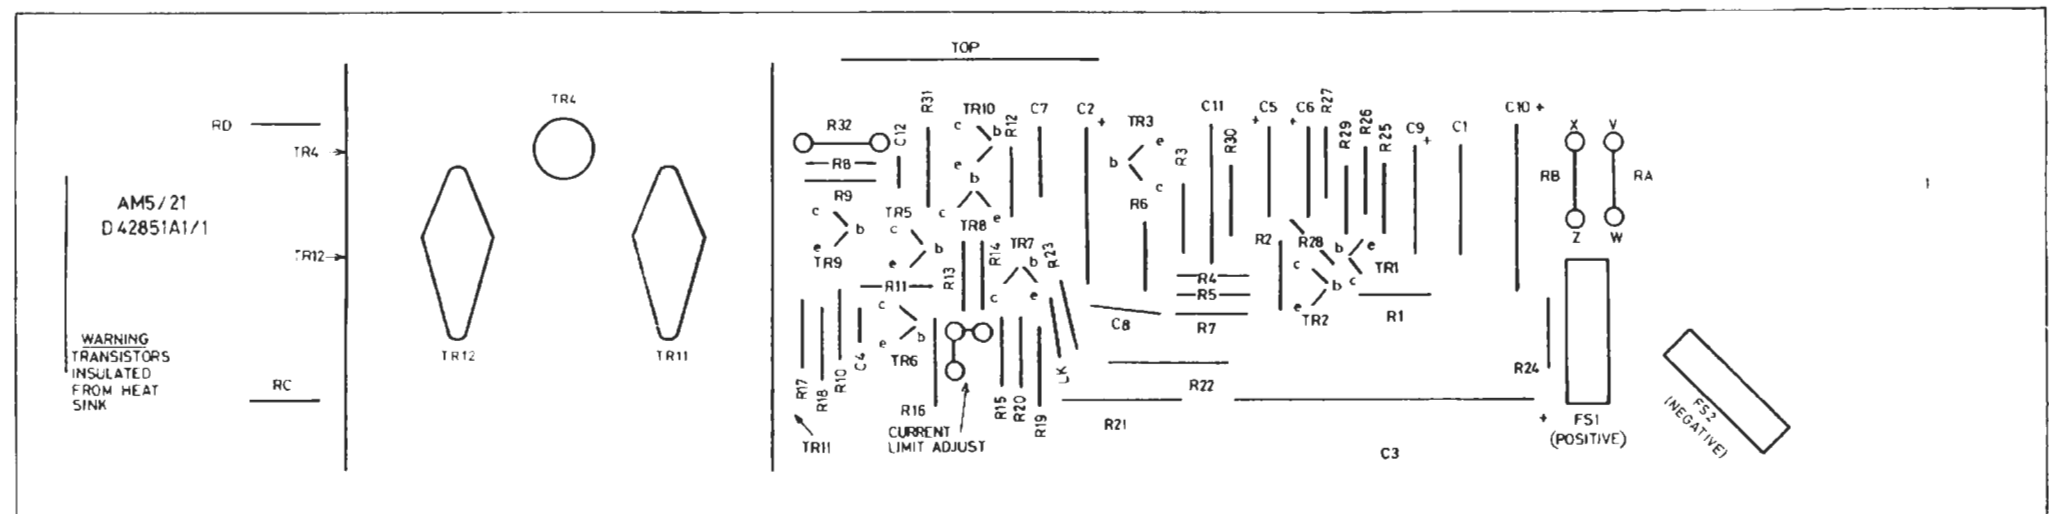 TOP
RD
TR4
TR4
TR12
AM5/21
D42851A1/1
WARNING
TRANSISTORS
INSULATED
FROM HEAT
SINK
RC
TR12
TR11
R32
R8
R9
C12
R31
TR10
c
b
e
R12
C7
C2
+
TR3
e
b
c
R3
C11
R30
+
C5
+
C6
R27
R29
R26
R25
C9
+
C1
C10 +
X
V
RB
RA
Z
W
1
c
b
e
TR9
TR5
c
b
e
b
c
e
TR8
R13
R14
TR7
b
c
e
R23
R6
R4
R5
R7
C8
R2
R28
c
b
e
TR2
b
e
c
TR1
R1
R11
c
b
e
TR6
R17
R18
R10
C4
R16
R15
R20
R19
LK
R22
R21
R24
TR11
CURRENT
LIMIT ADJUST
+
C3
FS1
(POSITIVE)
FS2
(NEGATIVE)